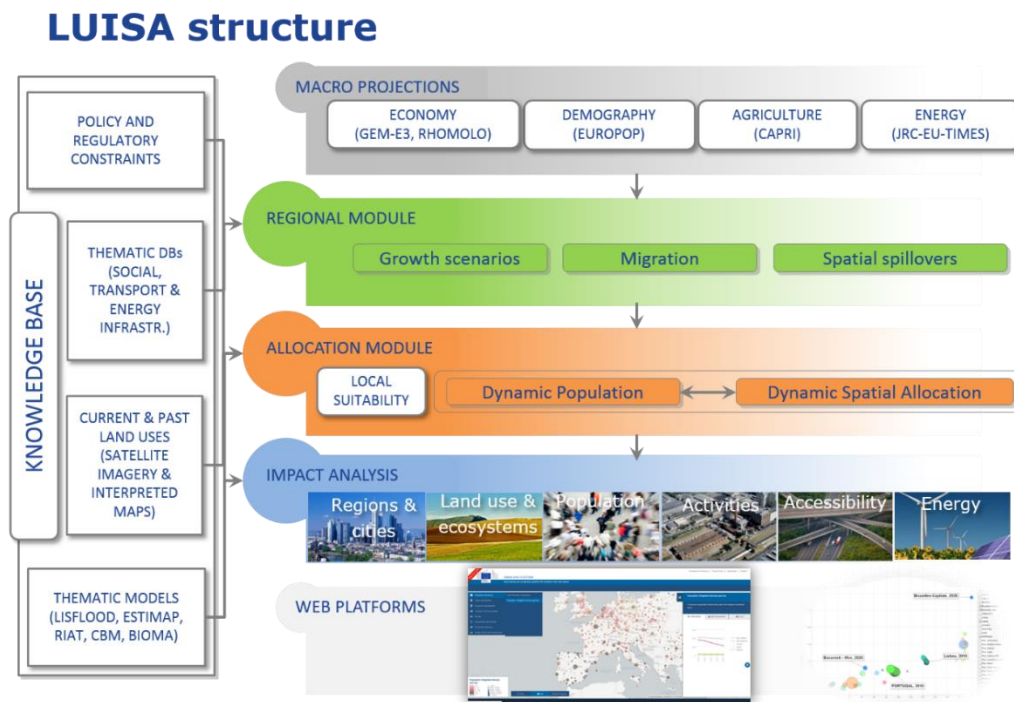 LUISA structure
KNOWLEDGE BASE
POLICY AND
REGULATORY
CONSTRAINTS
THEMATIC DBs
(SOCIAL,
TRANSPORT &
ENERGY
INFRASTR.)
CURRENT & PAST
LAND USES
(SATELLITE
IMAGERY &
INTERPRETED
MAPS)
THEMATIC MODELS
(LISFLOOD, ESTIMAP,
RIAT, CBM, BIOMA)
MACRO PROJECTIONS
ECONOMY
(GEM-E3, RHOMOLO)
DEMOGRAPHY
(EUROPOP)
AGRICULTURE
(CAPRI)
ENERGY
(JRC-EU-TIMES)
REGIONAL MODULE
Growth scenarios
Migration
Spatial spillovers
ALLOCATION MODULE
LOCAL
SUITABILITY
Dynamic Population
Dynamic Spatial Allocation
IMPACT ANALYSIS
Regions &
cities
Land use &
ecosystems
Population
Activities
Accessibility
Energy
WEB PLATFORMS
PORTUGAL, 2010